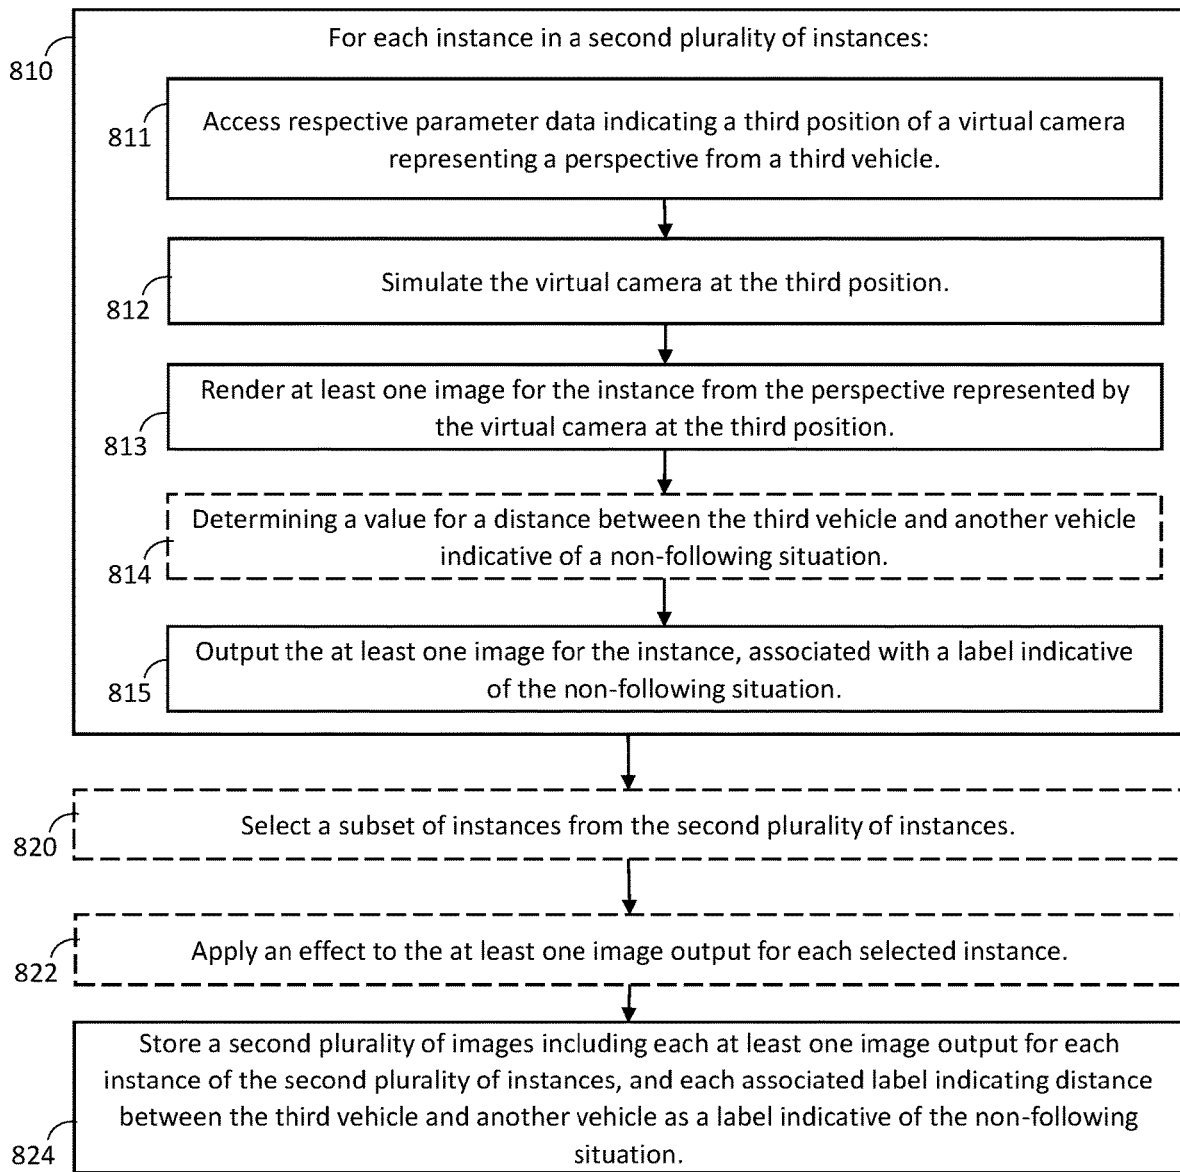 For each instance in a second plurality of instances:
810
Access respective parameter data indicating a third position of a virtual camera
representing a perspective from a third vehicle.
811
Simulate the virtual camera at the third position.
812
Render at least one image for the instance from the perspective represented by
the virtual camera at the third position.
813
Determining a value for a distance between the third vehicle and another vehicle
indicative of a non-following situation.
814
Output the at least one image for the instance, associated with a label indicative
of the non-following situation.
815
Select a subset of instances from the second plurality of instances.
820
Apply an effect to the at least one image output for each selected instance.
822
Store a second plurality of images including each at least one image output for each
instance of the second plurality of instances, and each associated label indicating distance
between the third vehicle and another vehicle as a label indicative of the non-following
situation.
824